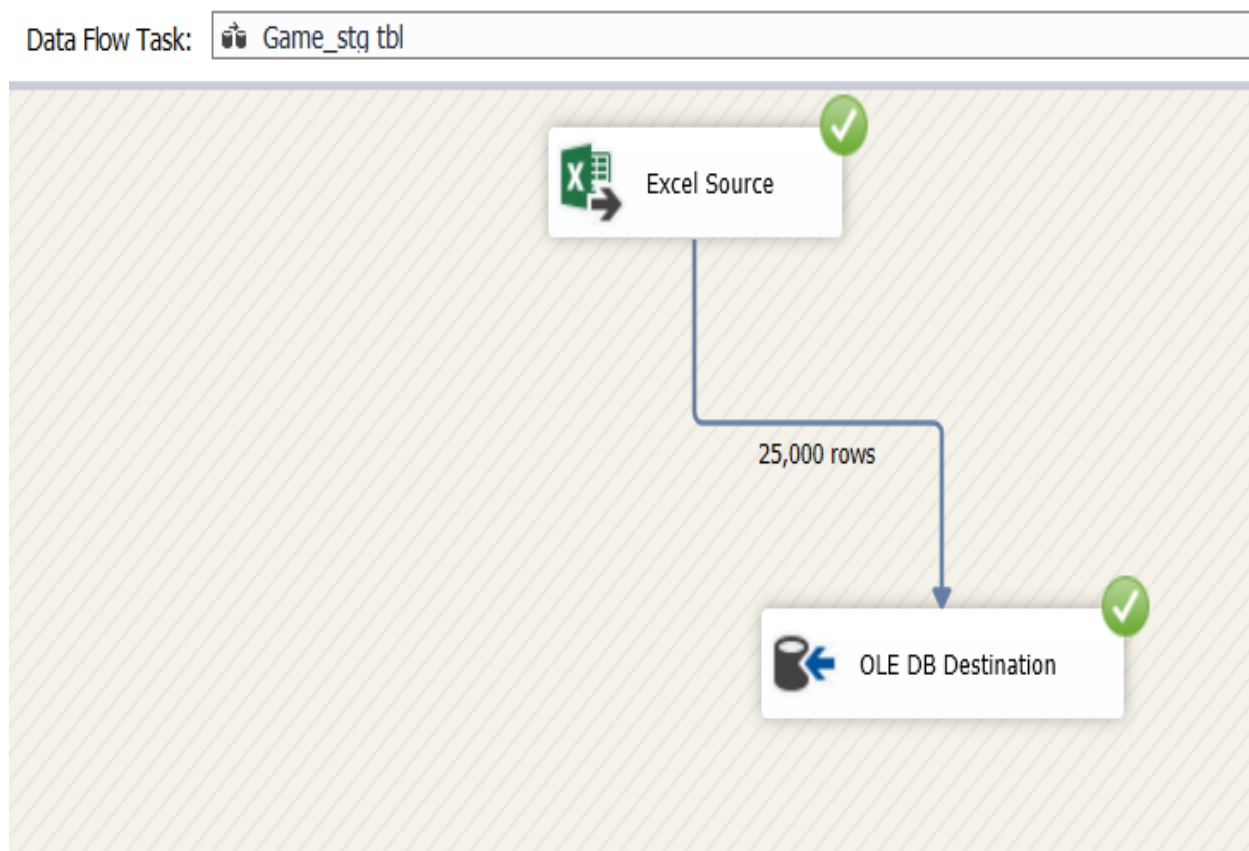 Data Flow Task: Game_stg tbl
Excel Source
25,000 rows
OLE DB Destination